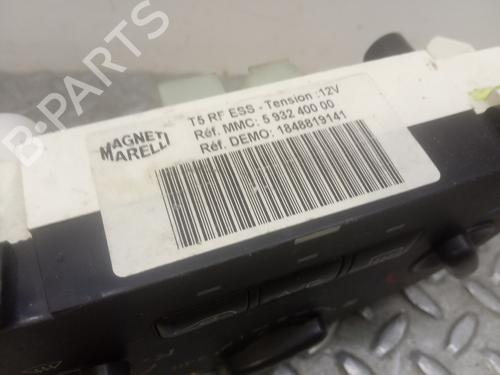 B-PARTS
MAGNETI
MARELLI
T5 RF ESS - Tension :12V
Réf. MMC: 5 932 400 00
Réf. DEMO: 1848819141